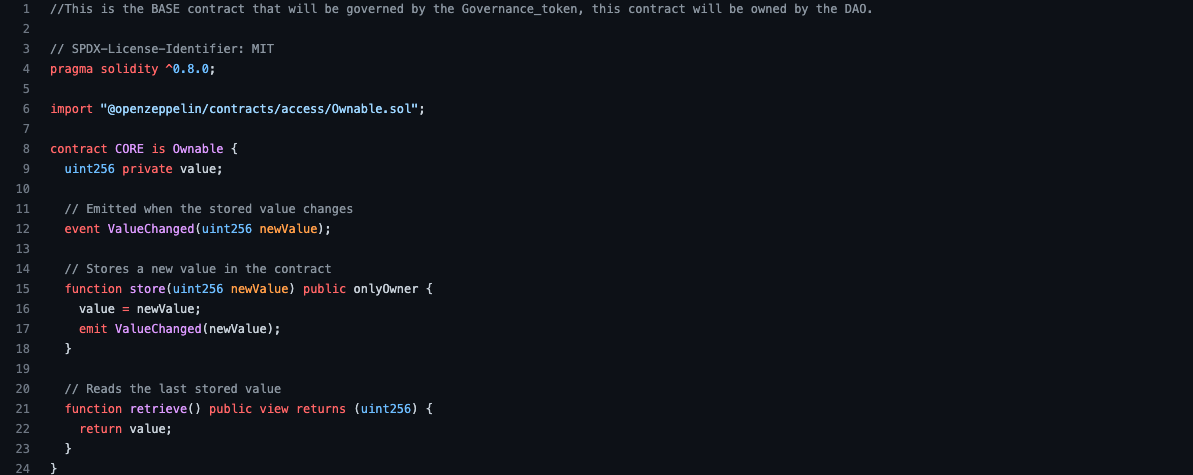 1 //This is the BASE contract that will be governed by the Governance_token, this contract will be owned by the DAO.
2
3 // SPDX-License-Identifier: MIT
4 pragma solidity ^0.8.0;
5
6 import "@openzeppelin/contracts/access/Ownable.sol";
7
8 contract CORE is Ownable {
9   uint256 private value;
10
11   // Emitted when the stored value changes
12   event ValueChanged(uint256 newValue);
13
14   // Stores a new value in the contract
15   function store(uint256 newValue) public onlyOwner {
16     value = newValue;
17     emit ValueChanged(newValue);
18   }
19
20   // Reads the last stored value
21   function retrieve() public view returns (uint256) {
22     return value;
23   }
24 }